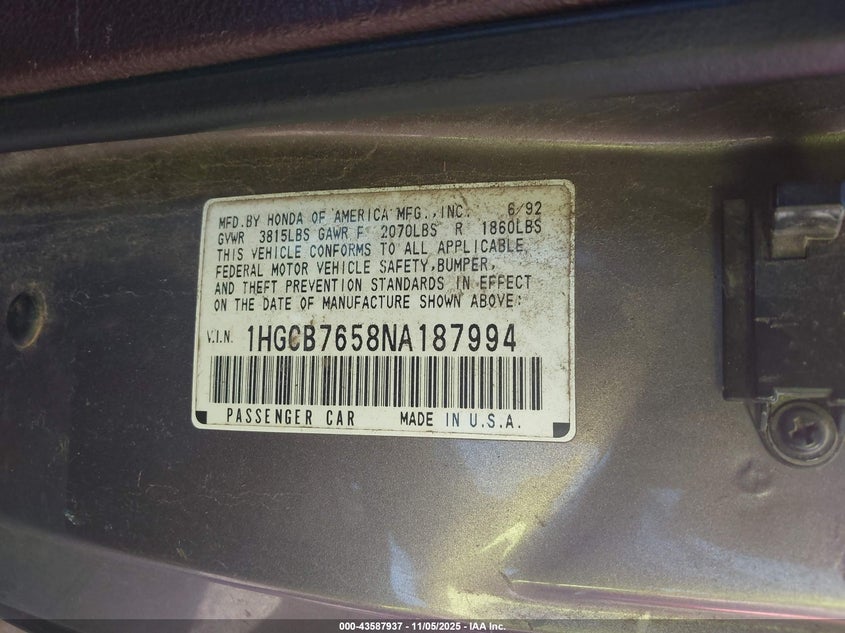 MFD.BY HONDA OF AMERICA MFG.,INC. 6/92
GVWR 3815LBS GAWR F 2070LBS R 1860LBS
THIS VEHICLE CONFORMS TO ALL APPLICABLE
FEDERAL MOTOR VEHICLE SAFETY,BUMPER,
AND THEFT PREVENTION STANDARDS IN EFFECT
ON THE DATE OF MANUFACTURE SHOWN ABOVE:
V.I.N. 1HGCB7658NA187994
PASSENGER CAR MADE IN U.S.A.
000-43587937 - 11/05/2025 - IAA Inc.